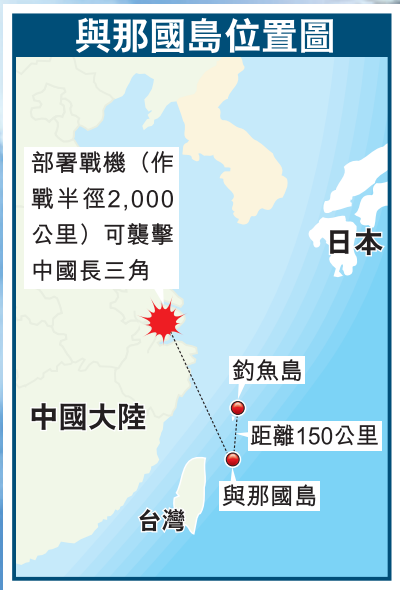 與那國島位置圖
部署戰機（作
戰半徑2,000
公里）可襲擊
中國長三角
日本
釣魚島
中國大陸
距離150公里
與那國島
台灣